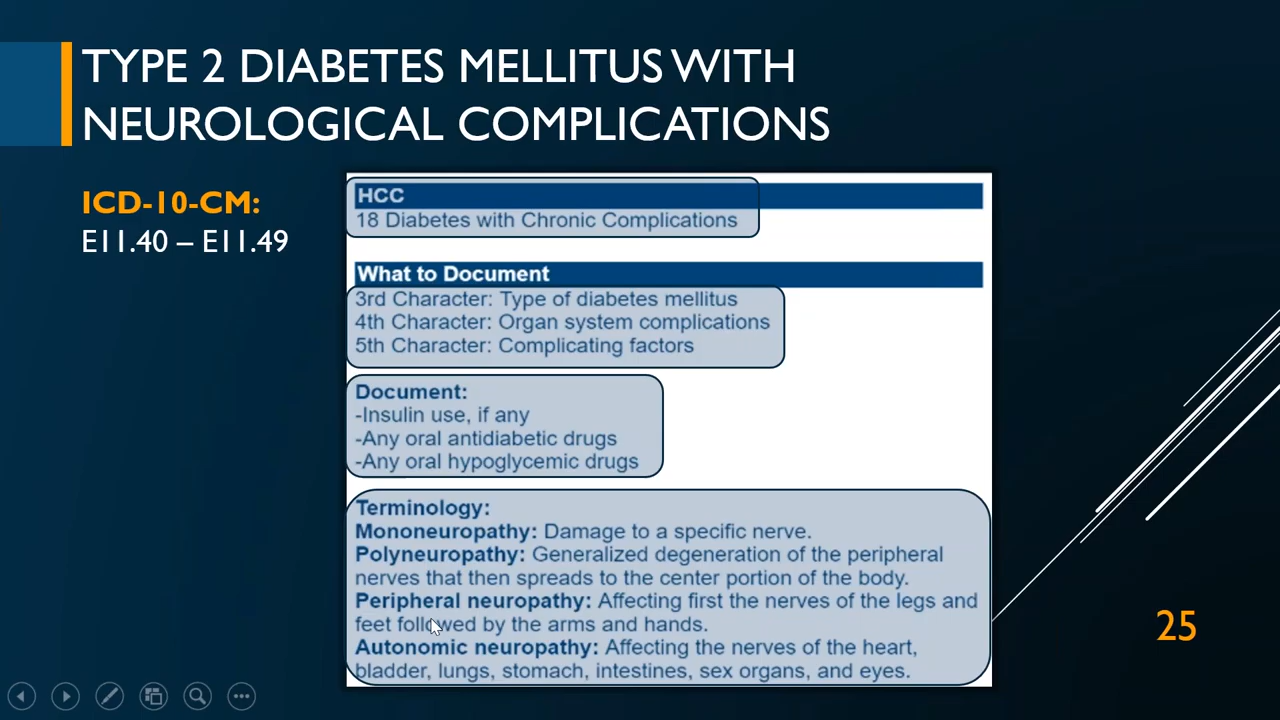 TYPE 2 DIABETES MELLITUS WITH
NEUROLOGICAL COMPLICATIONS
ICD-10-CM:
E11.40 – E11.49
HCC
18 Diabetes with Chronic Complications
What to Document
3rd Character: Type of diabetes mellitus
4th Character: Organ system complications
5th Character: Complicating factors
Document:
-Insulin use, if any
-Any oral antidiabetic drugs
-Any oral hypoglycemic drugs
Terminology:
Mononeuropathy: Damage to a specific nerve.
Polyneuropathy: Generalized degeneration of the peripheral
nerves that then spreads to the center portion of the body.
Peripheral neuropathy: Affecting first the nerves of the legs and
feet followed by the arms and hands.
Autonomic neuropathy: Affecting the nerves of the heart,
bladder, lungs, stomach, intestines, sex organs, and eyes.
25